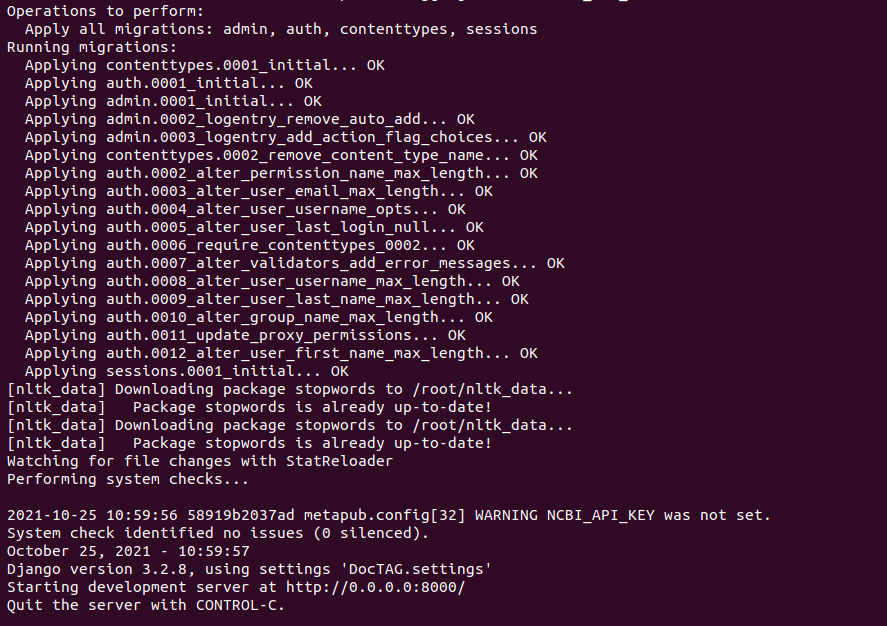 Operations to perform:
  Apply all migrations: admin, auth, contenttypes, sessions
Running migrations:
  Applying contenttypes.0001_initial... OK
  Applying auth.0001_initial... OK
  Applying admin.0001_initial... OK
  Applying admin.0002_logentry_remove_auto_add... OK
  Applying admin.0003_logentry_add_action_flag_choices... OK
  Applying contenttypes.0002_remove_content_type_name... OK
  Applying auth.0002_alter_permission_name_max_length... OK
  Applying auth.0003_alter_user_email_max_length... OK
  Applying auth.0004_alter_user_username_opts... OK
  Applying auth.0005_alter_user_last_login_null... OK
  Applying auth.0006_require_contenttypes_0002... OK
  Applying auth.0007_alter_validators_add_error_messages... OK
  Applying auth.0008_alter_user_username_max_length... OK
  Applying auth.0009_alter_user_last_name_max_length... OK
  Applying auth.0010_alter_group_name_max_length... OK
  Applying auth.0011_update_proxy_permissions... OK
  Applying auth.0012_alter_user_first_name_max_length... OK
  Applying sessions.0001_initial... OK
[nltk_data] Downloading package stopwords to /root/nltk_data...
[nltk_data]   Package stopwords is already up-to-date!
[nltk_data] Downloading package stopwords to /root/nltk_data...
[nltk_data]   Package stopwords is already up-to-date!
Watching for file changes with StatReloader
Performing system checks...

2021-10-25 10:59:56 58919b2037ad metapub.config[32] WARNING NCBI_API_KEY was not set.
System check identified no issues (0 silenced).
October 25, 2021 - 10:59:57
Django version 3.2.8, using settings 'DocTAG.settings'
Starting development server at http://0.0.0.0:8000/
Quit the server with CONTROL-C.